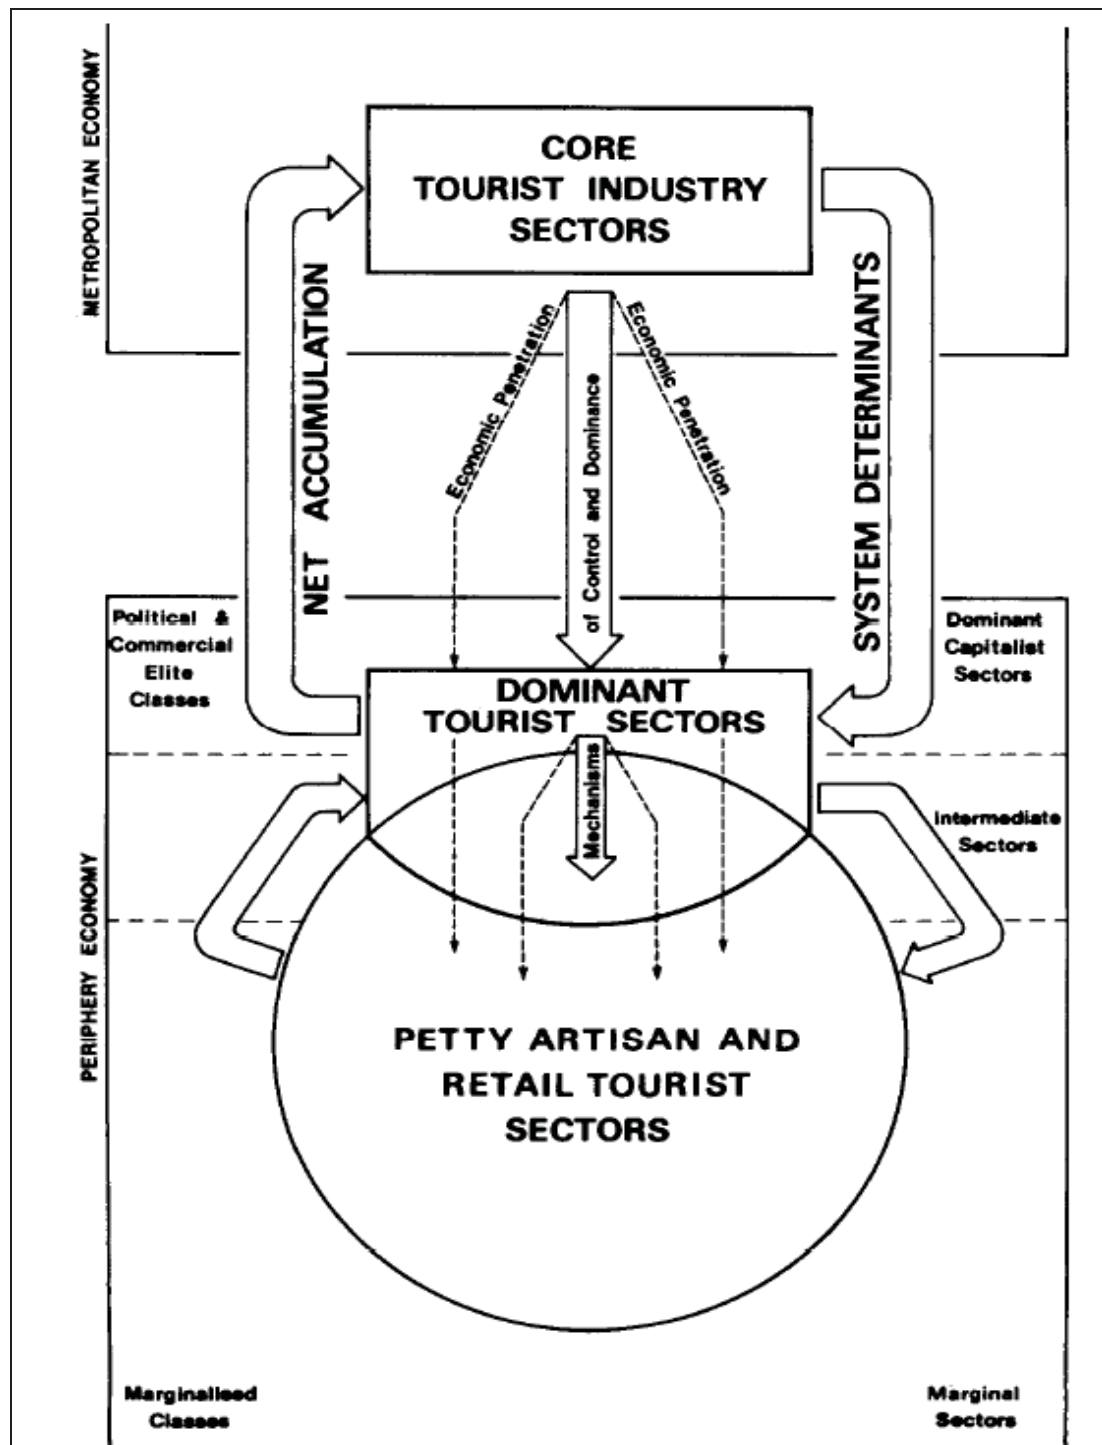 METROPOLITAN ECONOMY
CORE
TOURIST INDUSTRY
SECTORS
NET ACCUMULATION
Economic Penetration
of Control and Dominance
Economic Penetration
SYSTEM DETERMINANTS
Political &
Commercial
Elite
Classes
Dominant
Capitalist
Sectors
DOMINANT
TOURIST SECTORS
Mechanisms
Intermediate
Sectors
PERIPHERY ECONOMY
PETTY ARTISAN AND
RETAIL TOURIST
SECTORS
Marginalised
Classes
Marginal
Sectors